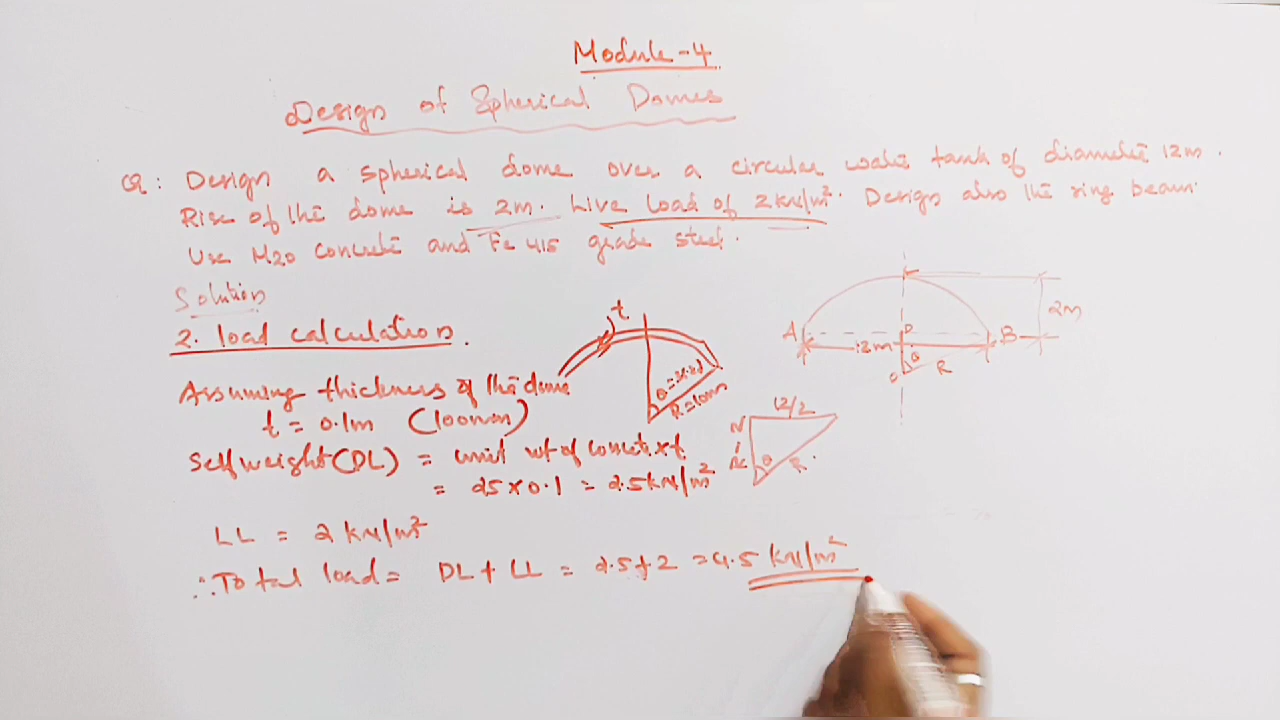 Module-4
Design of Spherical Domes
Q: Design a spherical dome over a circular water tank of diameter 12m.
Rise of the dome is 2m. Live load of 2kN/m². Design also the ring beam
Use M20 concrete and Fe 415 grade steel.
Solution
2. load calculation.
Assuming thickness of the dome
t = 0.1m (100mm)
Selfweight(DL) = unit wt of concrete x t
= 25 x 0.1 = 2.5kN/m²
LL = 2 kN/m²
∴ Total load = DL + LL = 2.5+2 = 4.5 kN/m²
t
R=10m
12/2
θ
R
A
P
B
12m
2m
O
θ
R